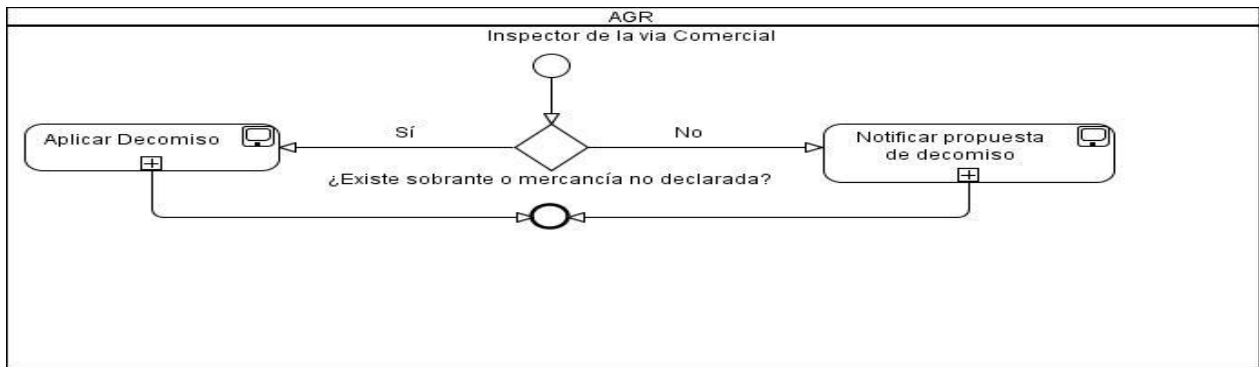 AGR
Inspector de la via Comercial
Aplicar Decomiso
Sí
No
Notificar propuesta
de decomiso
¿Existe sobrante o mercancía no declarada?